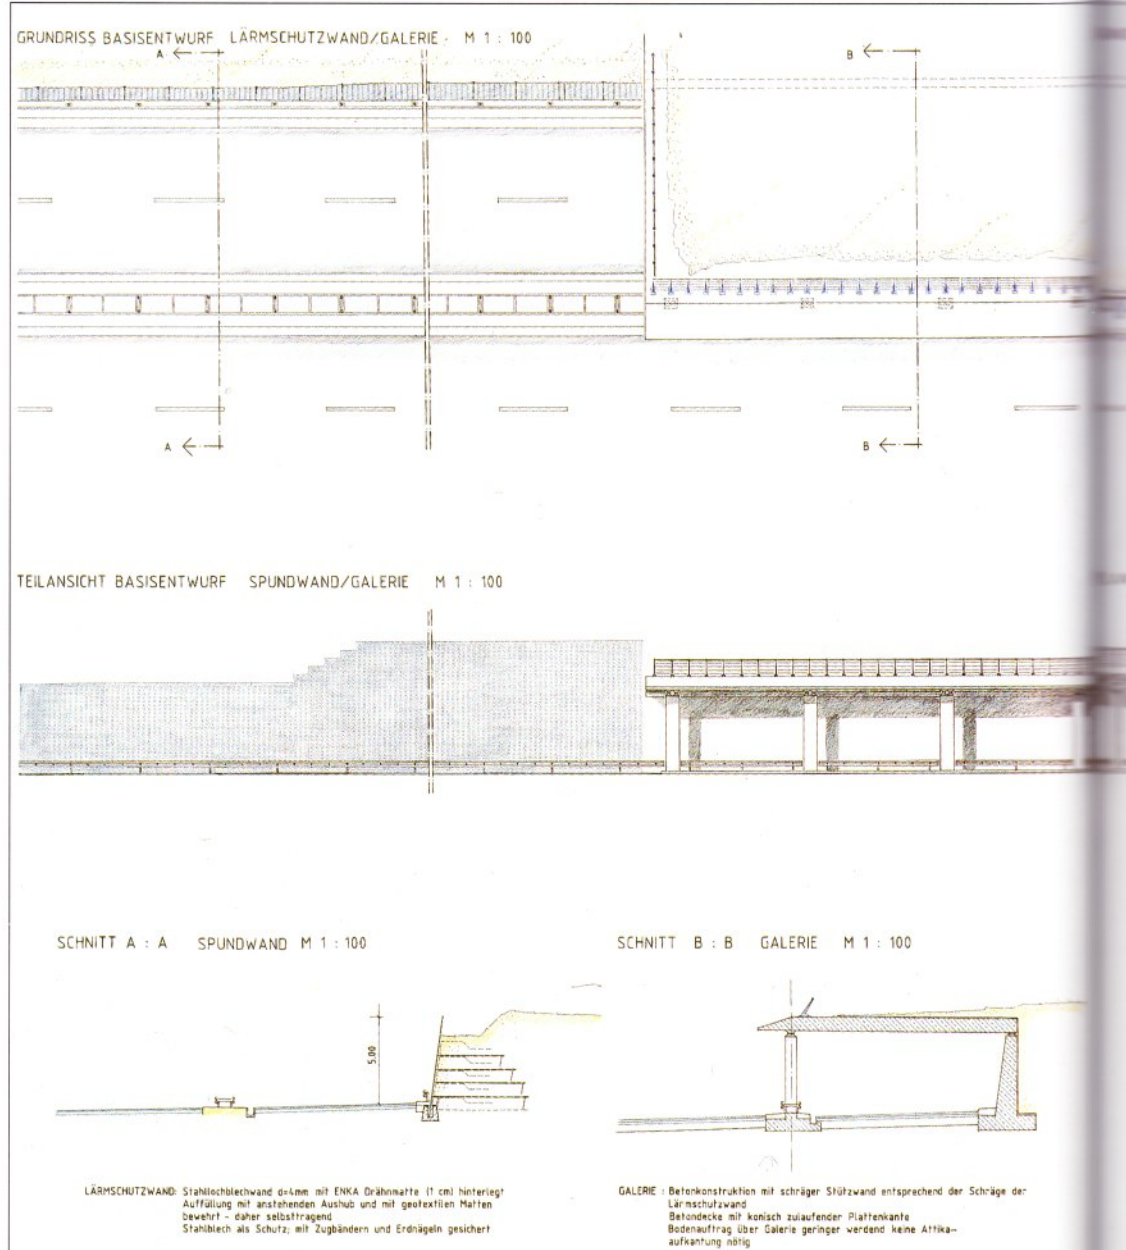 GRUNDRISS BASISENTWURF LÄRMSCHUTZWAND/GALERIE M 1 : 100
A
B
A
B
TEILANSICHT BASISENTWURF SPUNDWAND/GALERIE M 1 : 100
SCHNITT A : A SPUNDWAND M 1 : 100
SCHNITT B : B GALERIE M 1 : 100
5.00
LÄRMSCHUTZWAND: Stahllochblechwand d=4mm mit ENKA Drähnmatte (1 cm) hinterlegt
Auffüllung mit anstehenden Aushub und mit geotextilen Matten
bewehrt - daher selbsttragend
Stahlblech als Schutz; mit Zugbändern und Erdnägeln gesichert
GALERIE : Betonkonstruktion mit schräger Stützwand entsprechend der Schräge der
Lärmschutzwand
Betondecke mit konisch zulaufender Plattenkante
Bodenauftrag über Galerie geringer werdend keine Attika-
aufkantung nötig